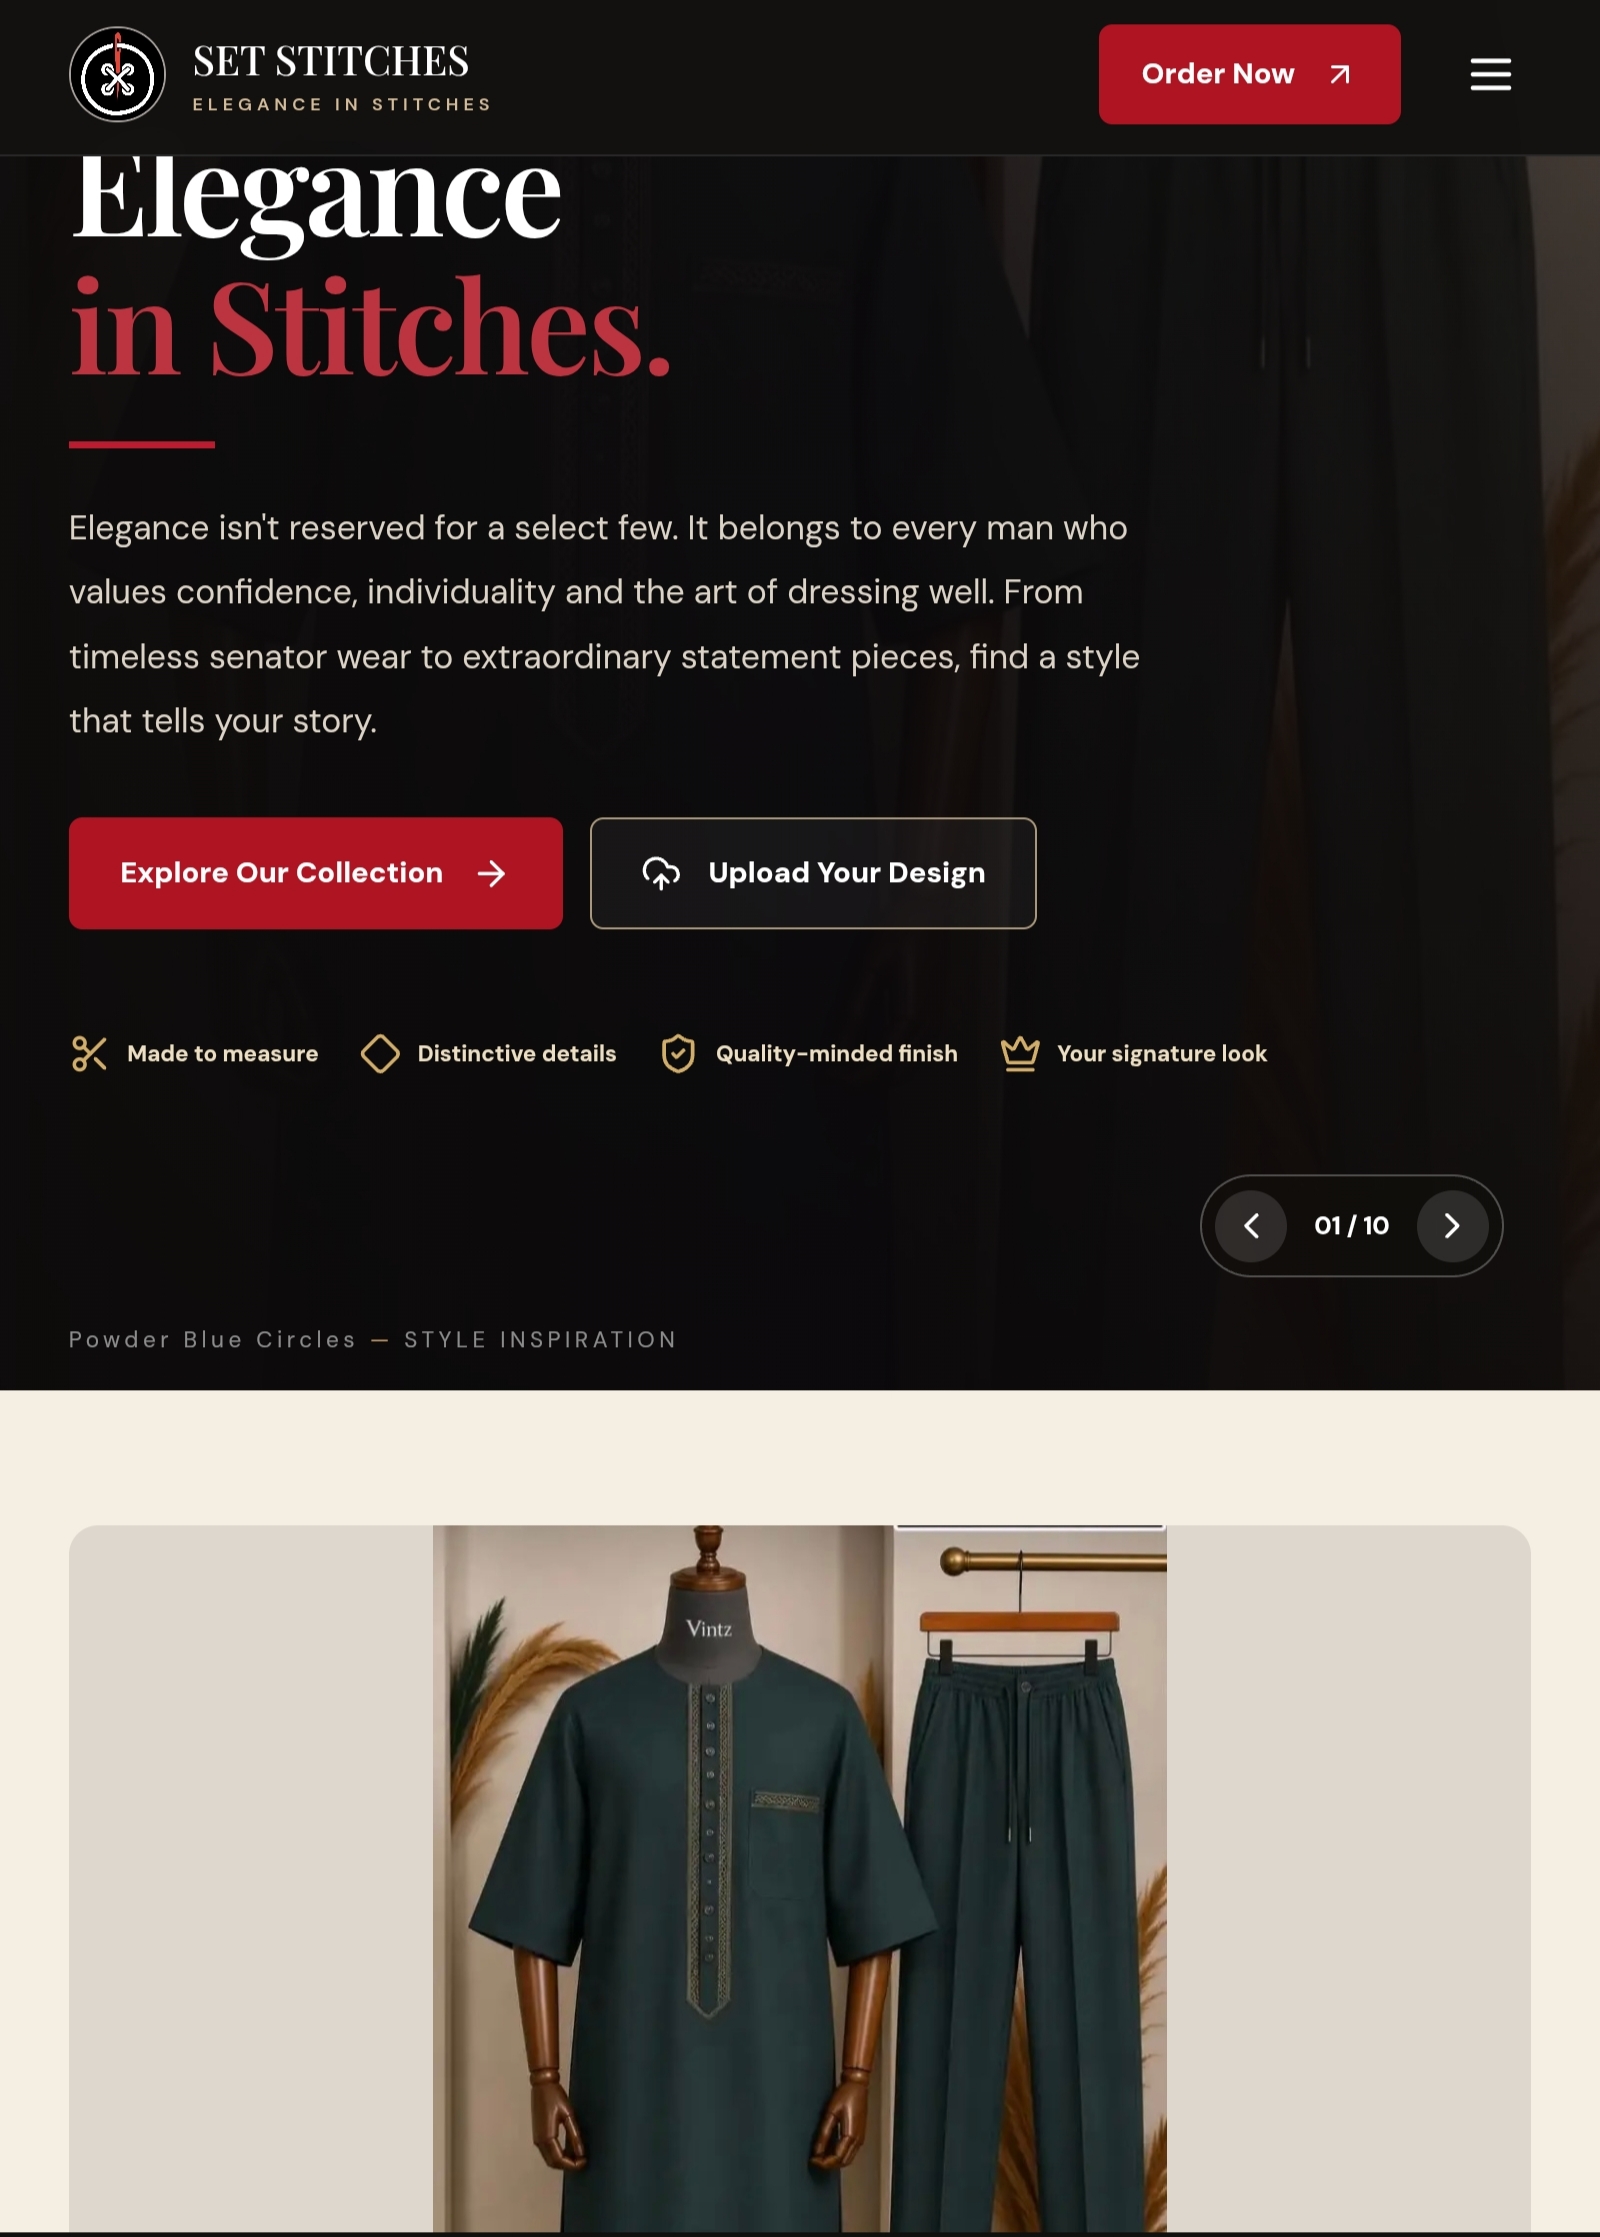 SET STITCHES
ELEGANCE IN STITCHES
Order Now
Elegance
in Stitches.
Elegance isn't reserved for a select few. It belongs to every man who
values confidence, individuality and the art of dressing well. From
timeless senator wear to extraordinary statement pieces, find a style
that tells your story.
Explore Our Collection
Upload Your Design
Made to measure
Distinctive details
Quality-minded finish
Your signature look
01 / 10
Powder Blue Circles — STYLE INSPIRATION
Vintz